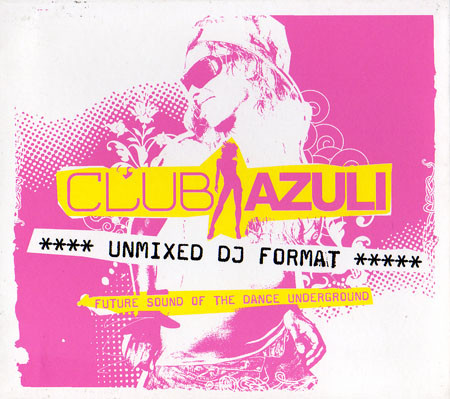 CLUB AZULI
**** UNMIXED DJ FORMAT *****
FUTURE SOUND OF THE DANCE UNDERGROUND